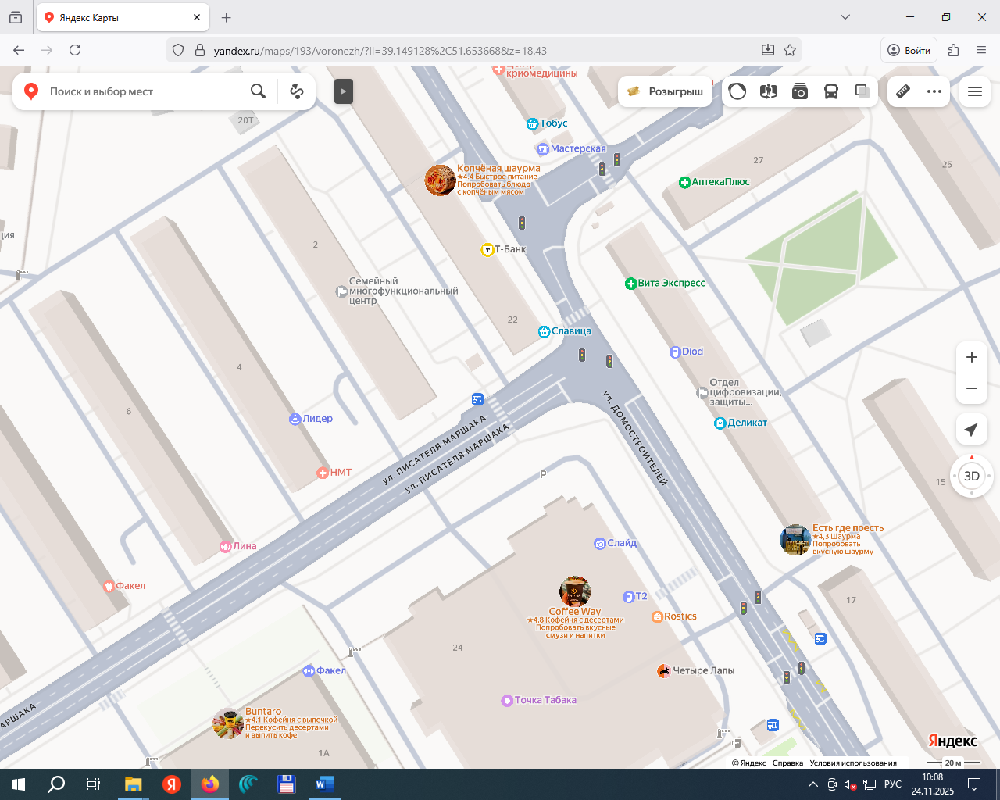 Яндекс Карты
yandex.ru/maps/193/voronezh/?ll=39.149128%2C51.653668&z=18.43
Войти
Поиск и выбор мест
Розыгрыш
криомедицины
20Т
Тобус
Мастерская
27
25
Копчёная шаурма
★4,4 Быстрое питание
Попробовать блюдо
с копчёным мясом
АптекаПлюс
ция
2
Т-Банк
Семейный
многофункциональный
центр
Вита Экспресс
22
Славица
4
Diod
6
Лидер
Отдел
цифровизации,
защиты...
Деликат
ул. ПИСАТЕЛЯ МАРШАКА
ул. ПИСАТЕЛЯ МАРШАКА
ул. ДОМОСТРОИТЕЛЕЙ
НМТ
P
3D
15
Лина
Слайд
Есть где поесть
★4,3 Шаурма
Попробовать
вкусную шаурму
Факел
T2
17
Coffee Way
★4,8 Кофейня с десертами
Попробовать вкусные
смузи и напитки
Rostics
24
Факел
Четыре Лапы
Точка Табака
АРШАКА
Buntaro
★4,1 Кофейня с выпечкой
Перекусить десертами
и выпить кофе
1А
Яндекс
© Яндекс Справка Условия использования 20 м
РУС
10:08
24.11.2025